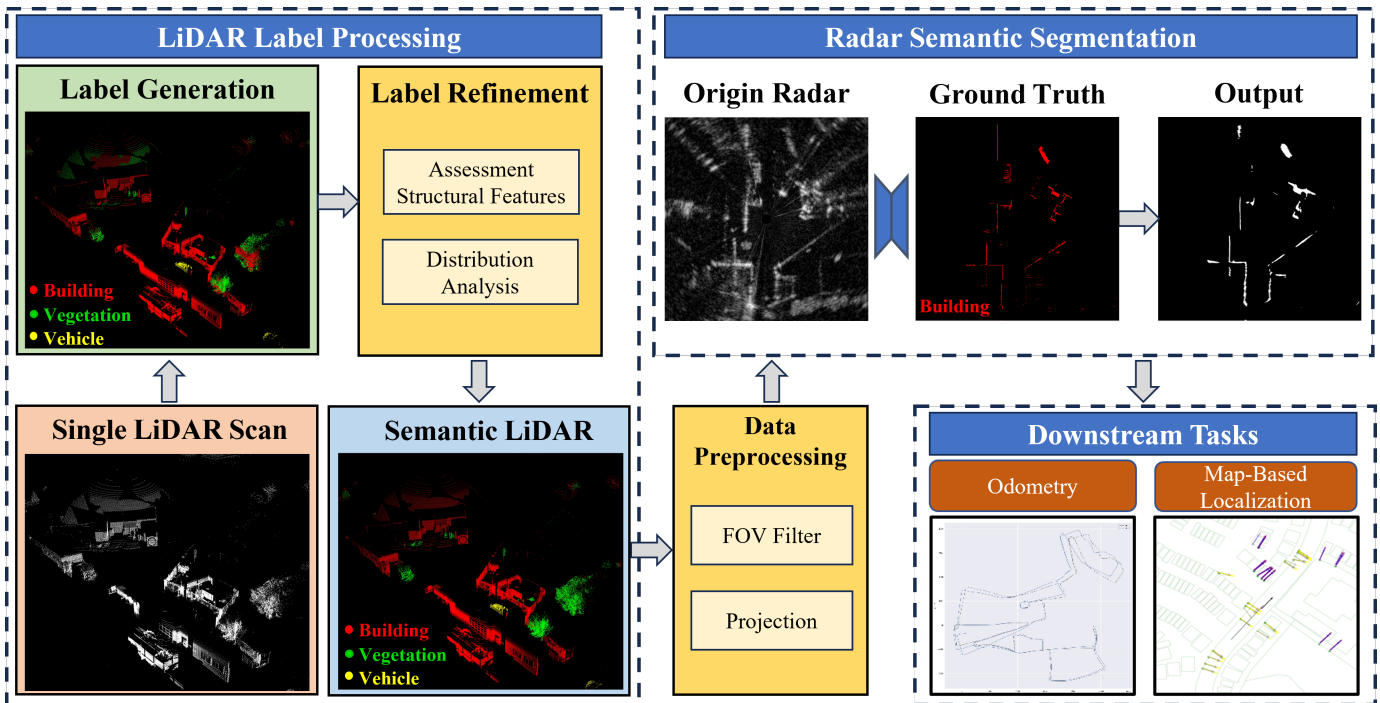 LiDAR Label Processing
Label Generation
Building
Vegetation
Vehicle
Label Refinement
Assessment
Structural Features
Distribution
Analysis
Single LiDAR Scan
Semantic LiDAR
Building
Vegetation
Vehicle
Data
Preprocessing
FOV Filter
Projection
Radar Semantic Segmentation
Origin Radar
Ground Truth
Output
Building
Downstream Tasks
Odometry
Map-Based
Localization